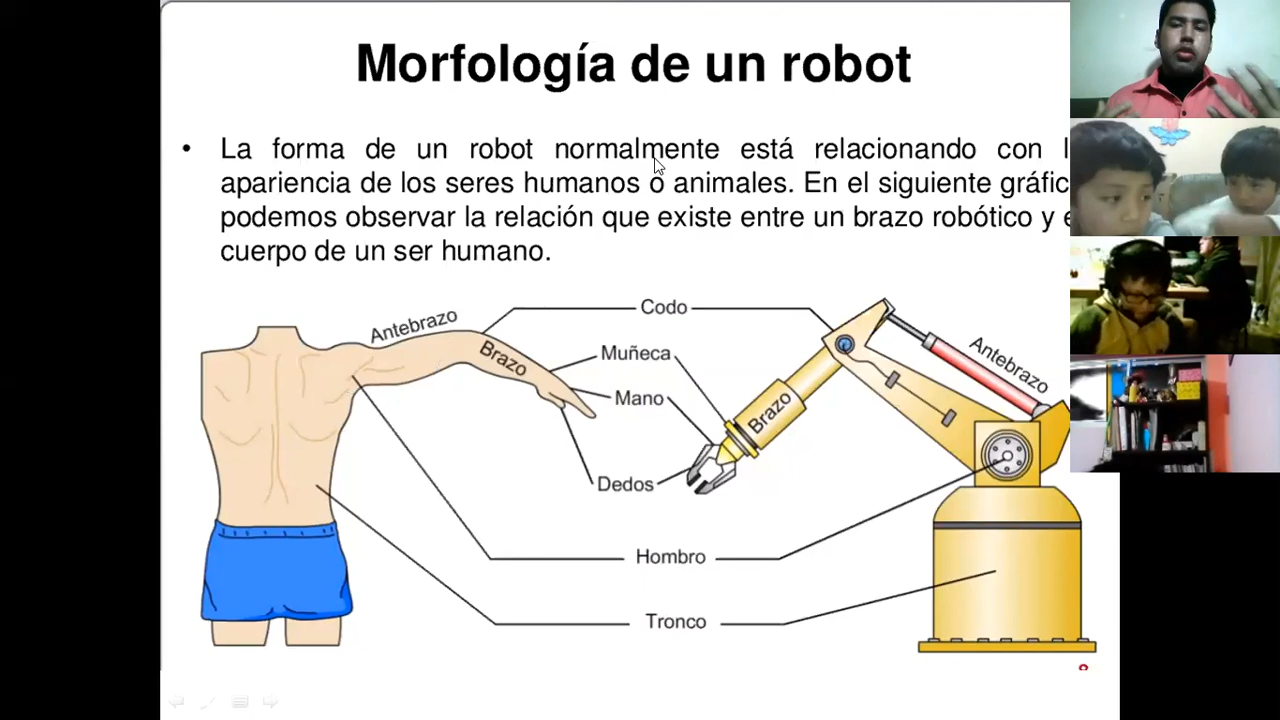 Morfología de un robot
• La forma de un robot normalmente está relacionando con
apariencia de los seres humanos o animales. En el siguiente
podemos observar la relación que existe entre un brazo robótico y
cuerpo de un ser humano.
Codo
Antebrazo
Brazo
Muñeca
Mano
Dedos
Hombro
Tronco
Antebrazo
Brazo